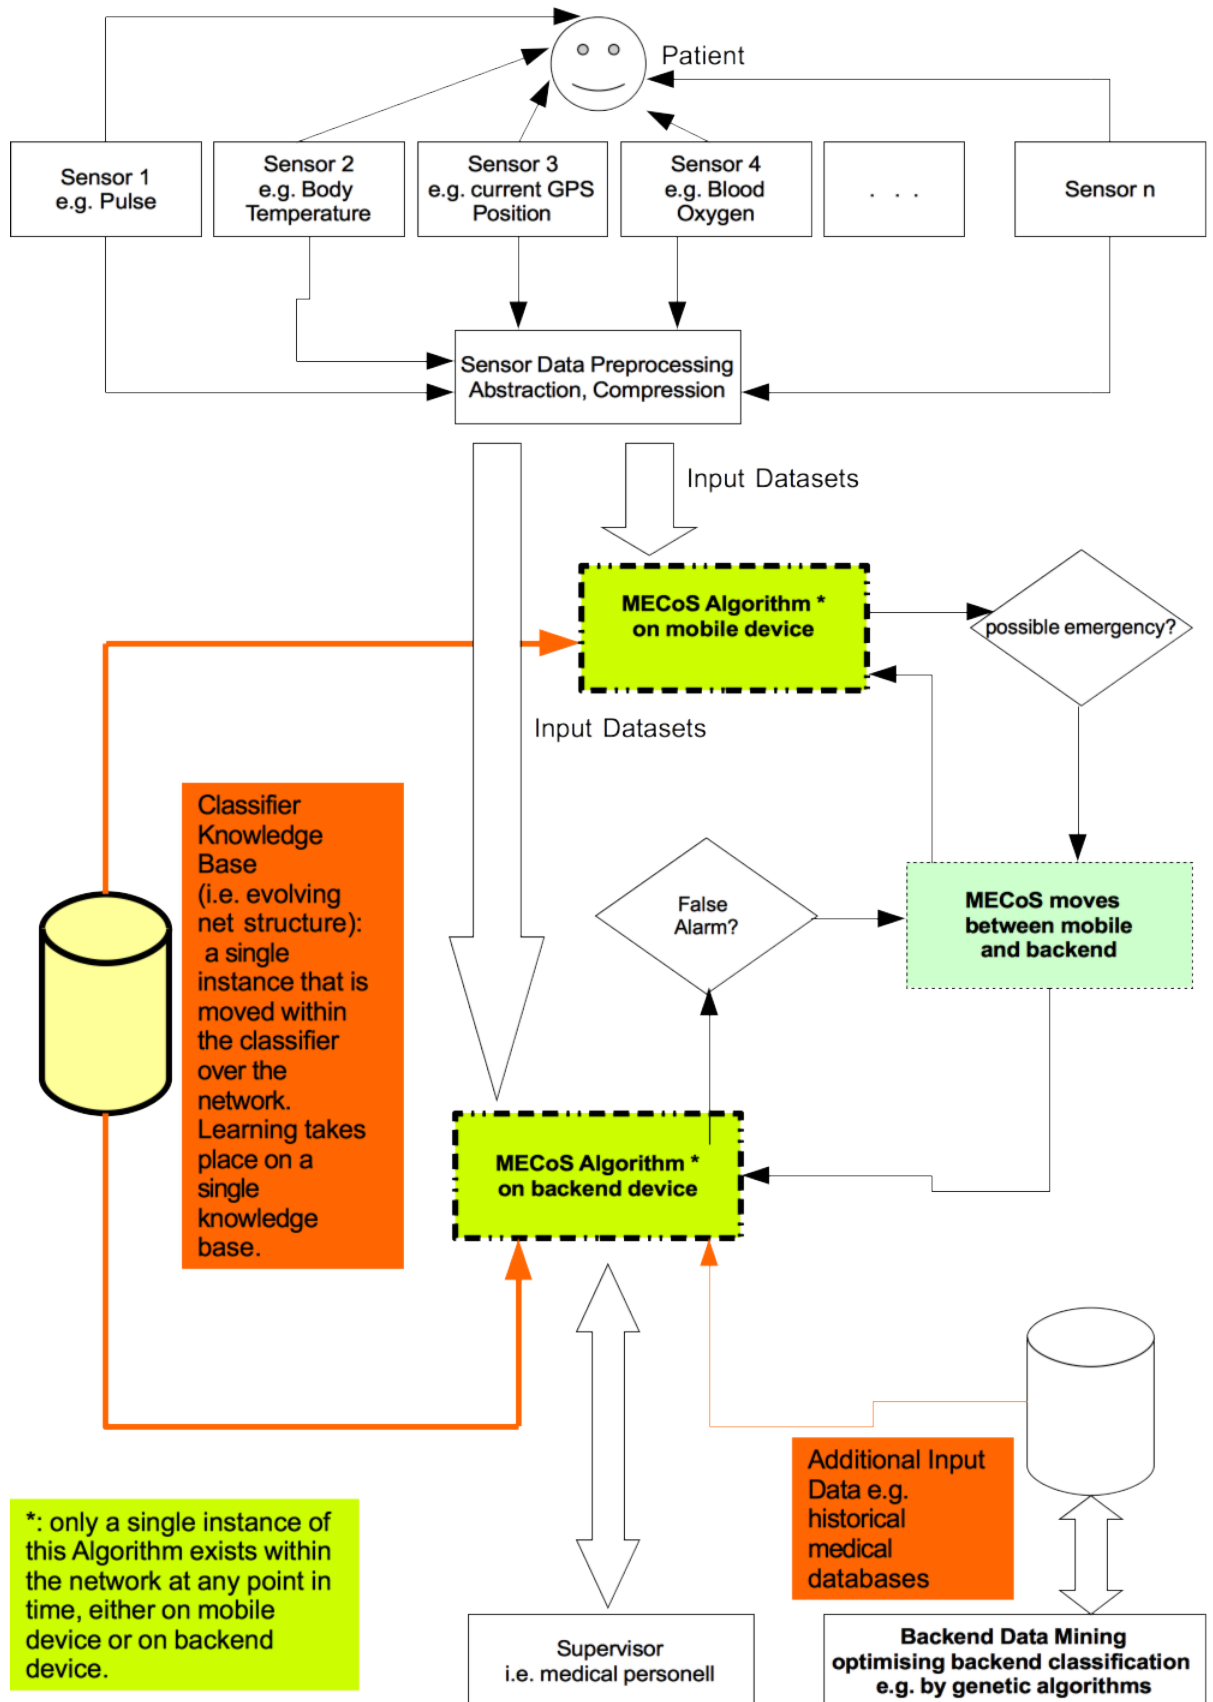 Patient
Sensor 1
e.g. Pulse
Sensor 2
e.g. Body
Temperature
Sensor 3
e.g. current GPS
Position
Sensor 4
e.g. Blood
Oxygen
. . .
Sensor n
Sensor Data Preprocessing
Abstraction, Compression
Input Datasets
MECoS Algorithm *
on mobile device
possible emergency?
Input Datasets
Classifier
Knowledge
Base
(i.e. evolving
net structure):
a single
instance that is
moved within
the classifier
over the
network.
Learning takes
place on a
single
knowledge
base.
False
Alarm?
MECoS moves
between mobile
and backend
MECoS Algorithm *
on backend device
Additional Input
Data e.g.
historical
medical
databases
*: only a single instance of
this Algorithm exists within
the network at any point in
time, either on mobile
device or on backend
device.
Supervisor
i.e. medical personell
Backend Data Mining
optimising backend classification
e.g. by genetic algorithms